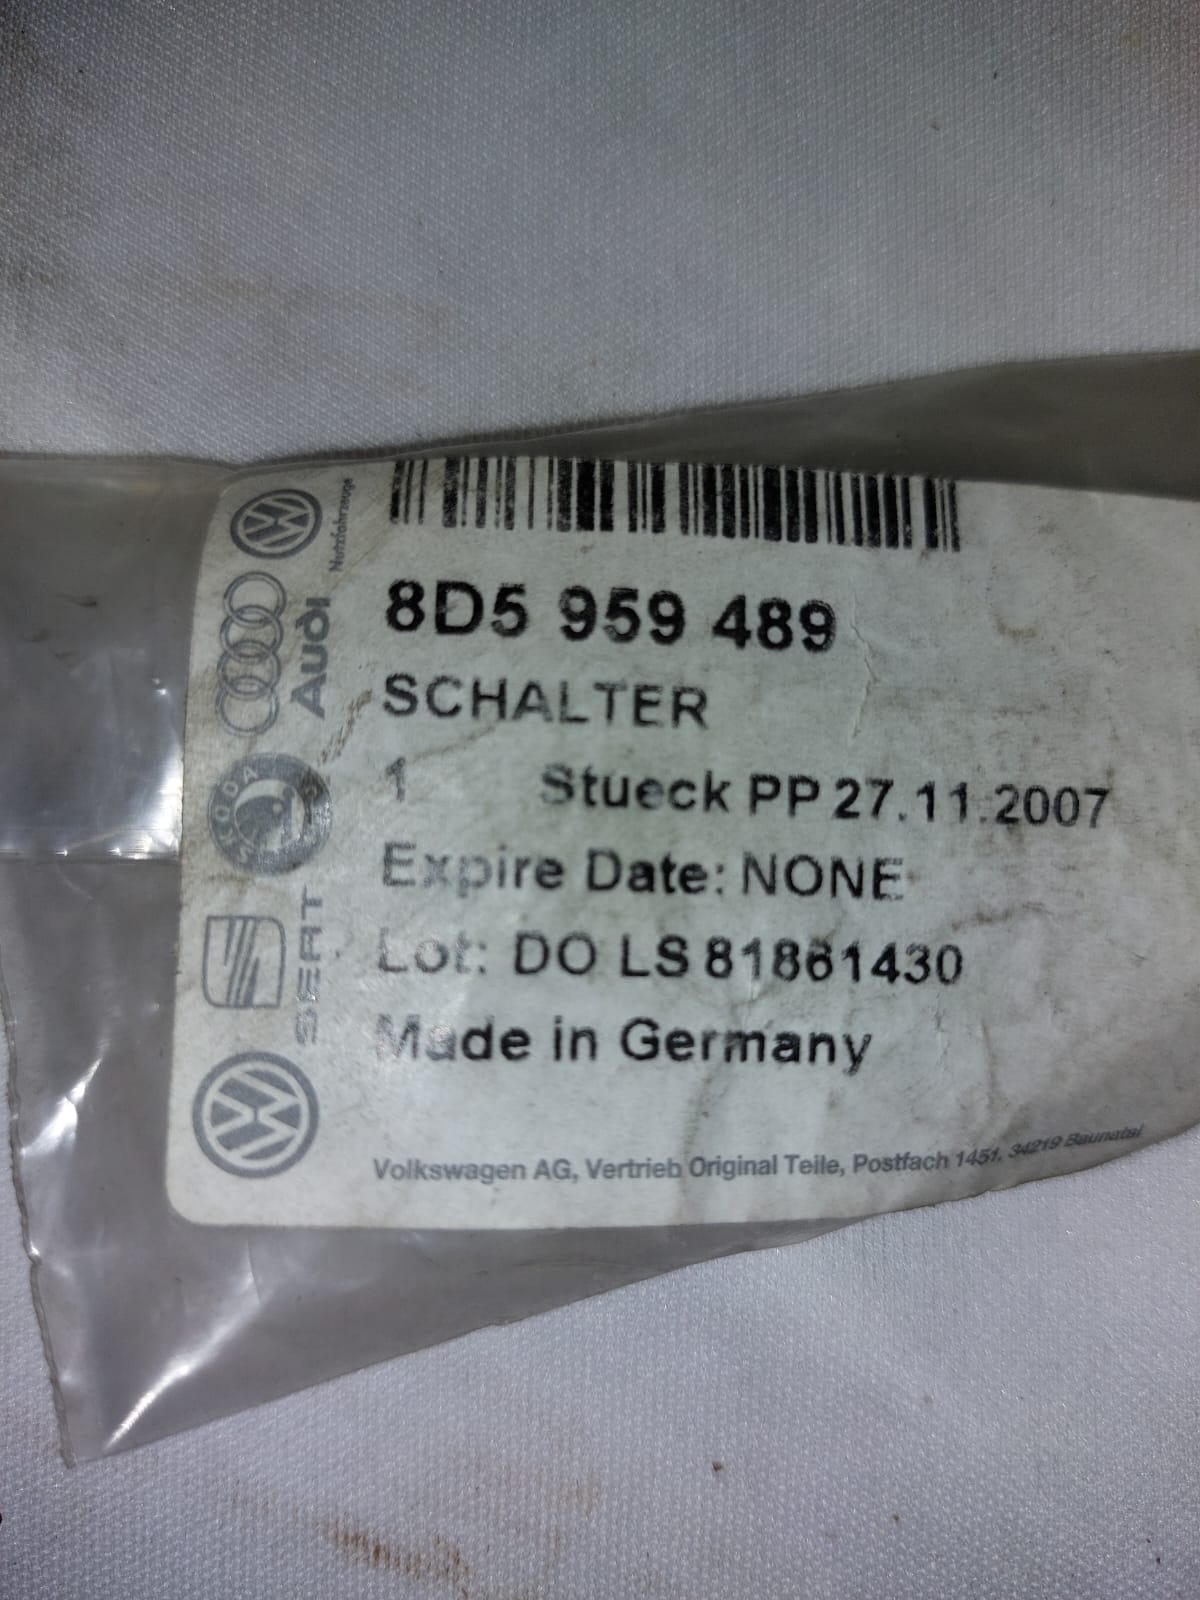 8D5 959 489
SCHALTER
1 Stueck PP 27.11.2007
Expire Date: NONE
Lot: DO LS 81861430
Made in Germany
Volkswagen AG, Vertrieb Original Teile, Postfach 1451, 34219 Baunatal
Nutzfahrzeuge
Audi
SKODA
SEAT